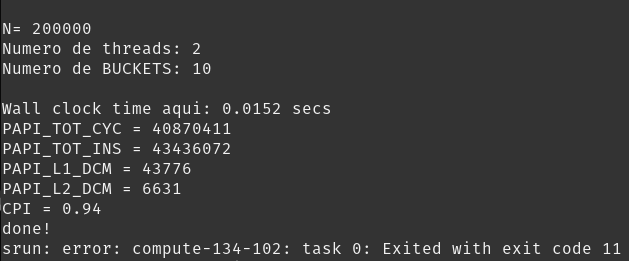 N= 200000
Numero de threads: 2
Numero de BUCKETS: 10
Wall clock time aqui: 0.0152 secs
PAPI_TOT_CYC = 40870411
PAPI_TOT_INS = 43436072
PAPI_L1_DCM = 43776
PAPI_L2_DCM = 6631
CPI = 0.94
done!
srun: error: compute-134-102: task 0: Exited with exit code 11